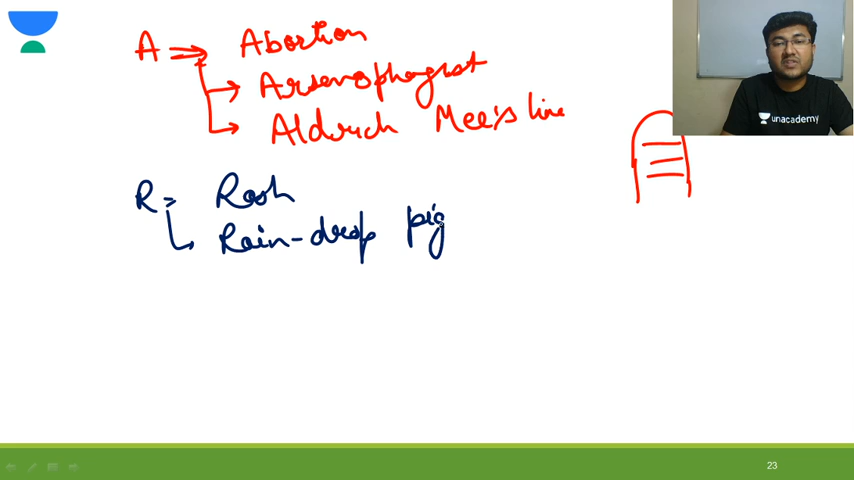 A ⇒ Abortion
→ Arsenophagist
→ Aldrich Mee's line
unacademy
R ⇒ Rash
→ Rain-drop pig
23